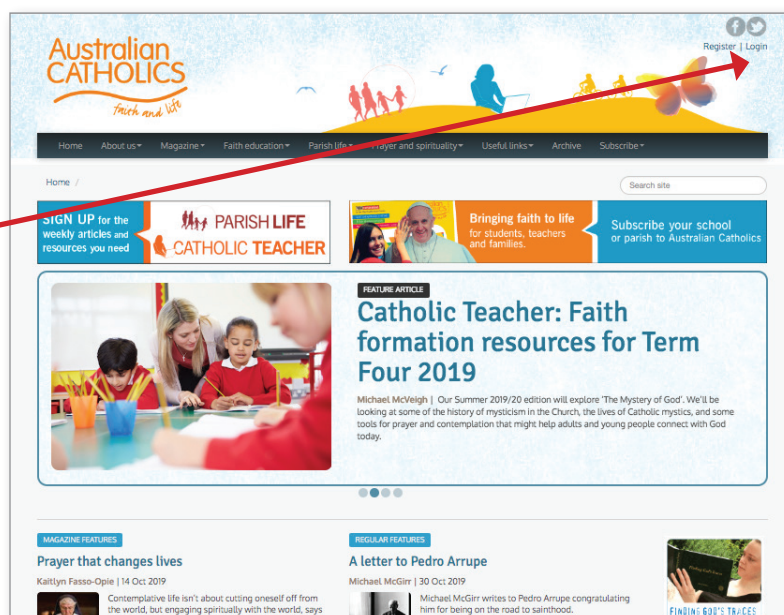 Australian
CATHOLICS
faith and life
Register | Login
Home About us Magazine Faith education Parish life Prayer and spirituality Useful links Archive Subscribe
Home /
Search site
SIGN UP for the
weekly articles and
resources you need
PARISH LIFE
CATHOLIC TEACHER
Bringing faith to life
for students, teachers
and families.
Subscribe your school
or parish to Australian Catholics
FEATURE ARTICLE
Catholic Teacher: Faith
formation resources for Term
Four 2019
Michael McVeigh | Our Summer 2019/20 edition will explore 'The Mystery of God'. We'll be
looking at some of the history of mysticism in the Church, the lives of Catholic mystics, and some
tools for prayer and contemplation that might help adults and young people connect with God
today.
MAGAZINE FEATURES
Prayer that changes lives
Kaitlyn Fasso-Opie | 14 Oct 2019
Contemplative life isn't about cutting oneself off from
the world, but engaging spiritually with the world, says
REGULAR FEATURES
A letter to Pedro Arrupe
Michael McGirr | 30 Oct 2019
Michael McGirr writes to Pedro Arrupe congratulating
him for being on the road to sainthood.
FINDING GOD'S TRACES